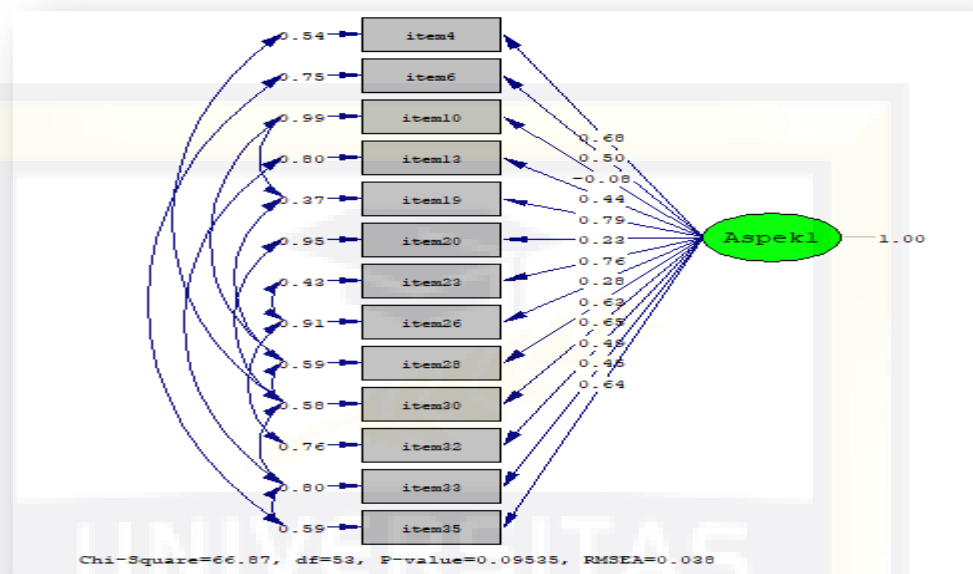 0.54 item4
0.75 item6
0.99 item10
0.80 item13
0.37 item19
0.95 item20
0.43 item23
0.91 item26
0.59 item28
0.58 item30
0.76 item32
0.80 item33
0.59 item35
0.68
0.50
-0.08
0.44
0.79
0.23
0.76
0.28
0.63
0.65
0.45
0.64
Aspek1
1.00
Chi-Square=66.87, df=53, P-value=0.09535, RMSEA=0.038
UNIVERSITAS